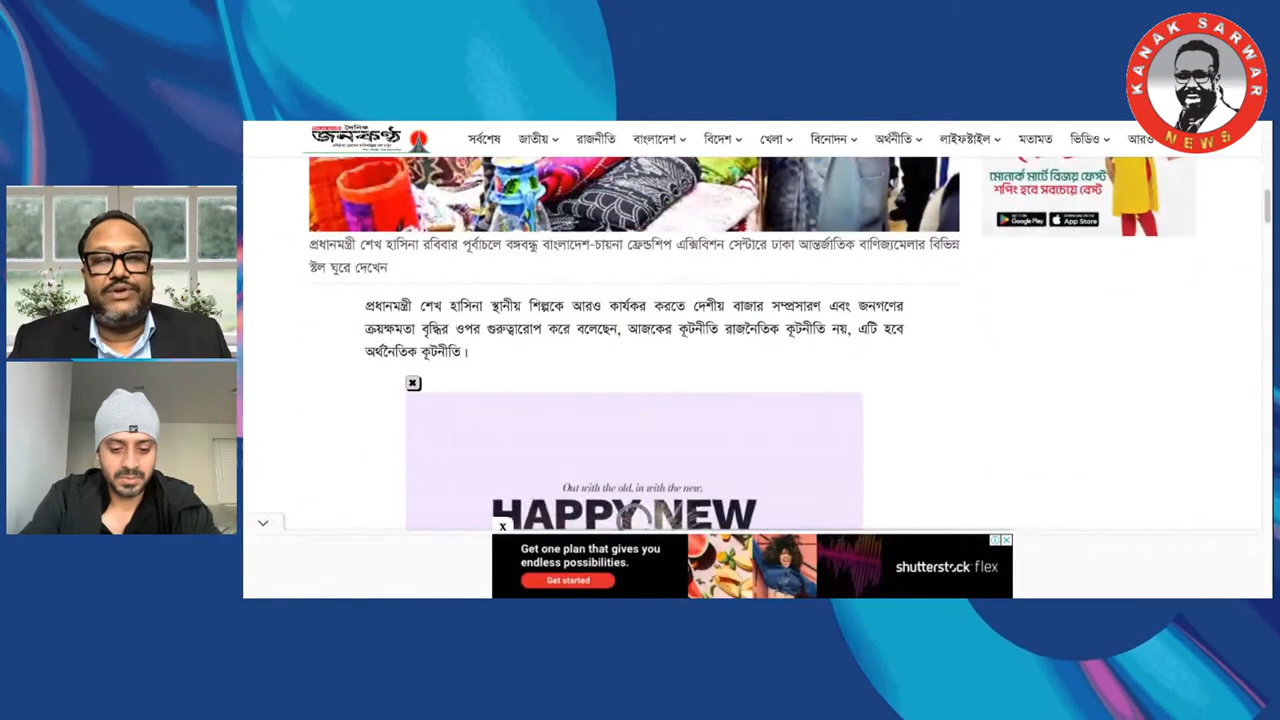 KANAK SARWAR
NEWS
দৈনিক
জনকণ্ঠ
সর্বশেষ জাতীয় রাজনীতি বাংলাদেশ বিদেশ খেলা বিনোদন অর্থনীতি লাইফস্টাইল মতামত ভিডিও আরও
মোনার্ক মার্টে বিজয় ফেস্ট
শপিং হবে সবচেয়ে বেস্ট
GET IT ON
Google Play
App Store
প্রধানমন্ত্রী শেখ হাসিনা রবিবার পূর্বাচলে বঙ্গবন্ধু বাংলাদেশ-চায়না ফ্রেন্ডশিপ এক্সিবিশন সেন্টারে ঢাকা আন্তর্জাতিক বাণিজ্যমেলার বিভিন্ন
স্টল ঘুরে দেখেন
প্রধানমন্ত্রী শেখ হাসিনা স্থানীয় শিল্পকে আরও কার্যকর করতে দেশীয় বাজার সম্প্রসারণ এবং জনগণের
ক্রয়ক্ষমতা বৃদ্ধির ওপর গুরুত্বারোপ করে বলেছেন, আজকের কূটনীতি রাজনৈতিক কূটনীতি নয়, এটি হবে
অর্থনৈতিক কূটনীতি।
Out with the old, in with the new.
HAPPY NEW
x
Get one plan that gives you
endless possibilities.
Get started
shutterstock flex